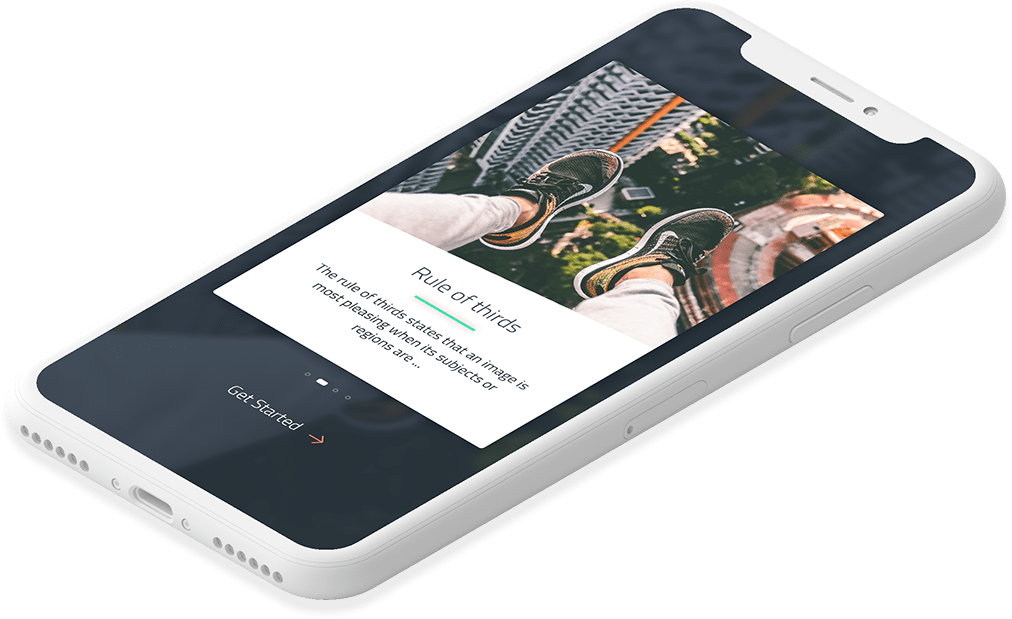 Rule of thirds
The rule of thirds states that an image is
most pleasing when its subjects or
regions are ...
Get Started